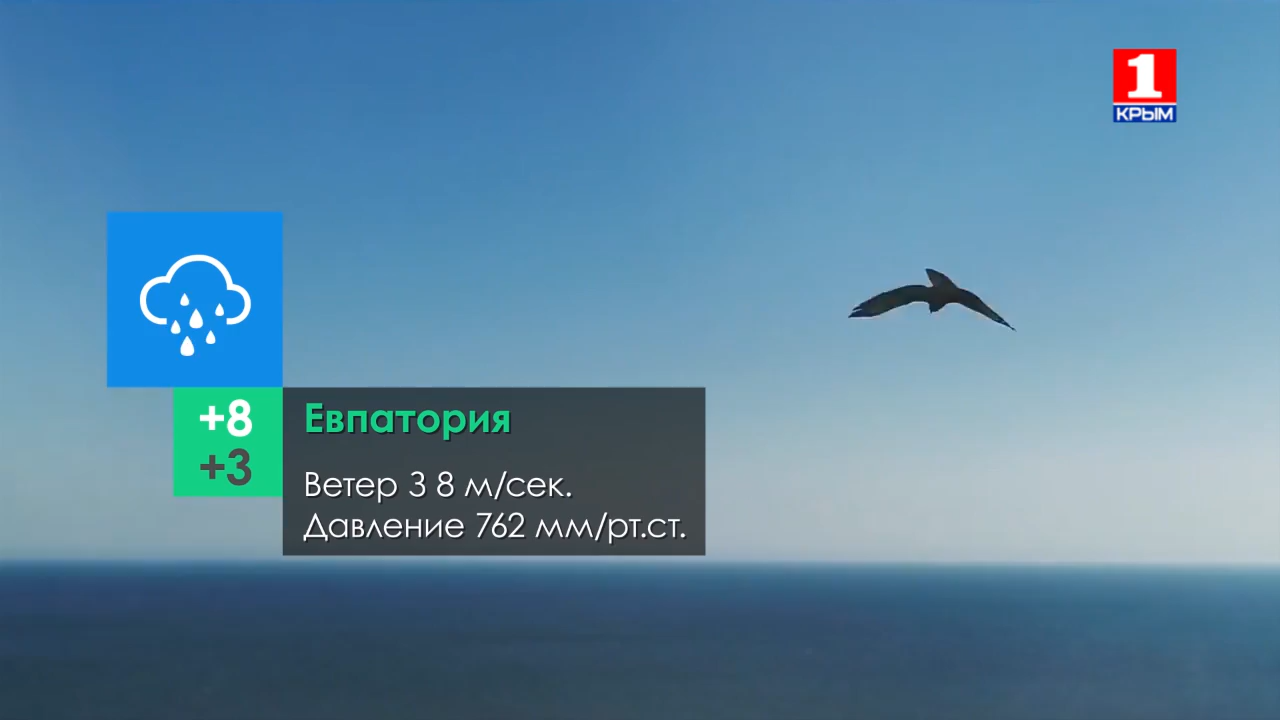 1
КРЫМ
+8
+3
Евпатория
Ветер 3 8 м/сек.
Давление 762 мм/рт.ст.